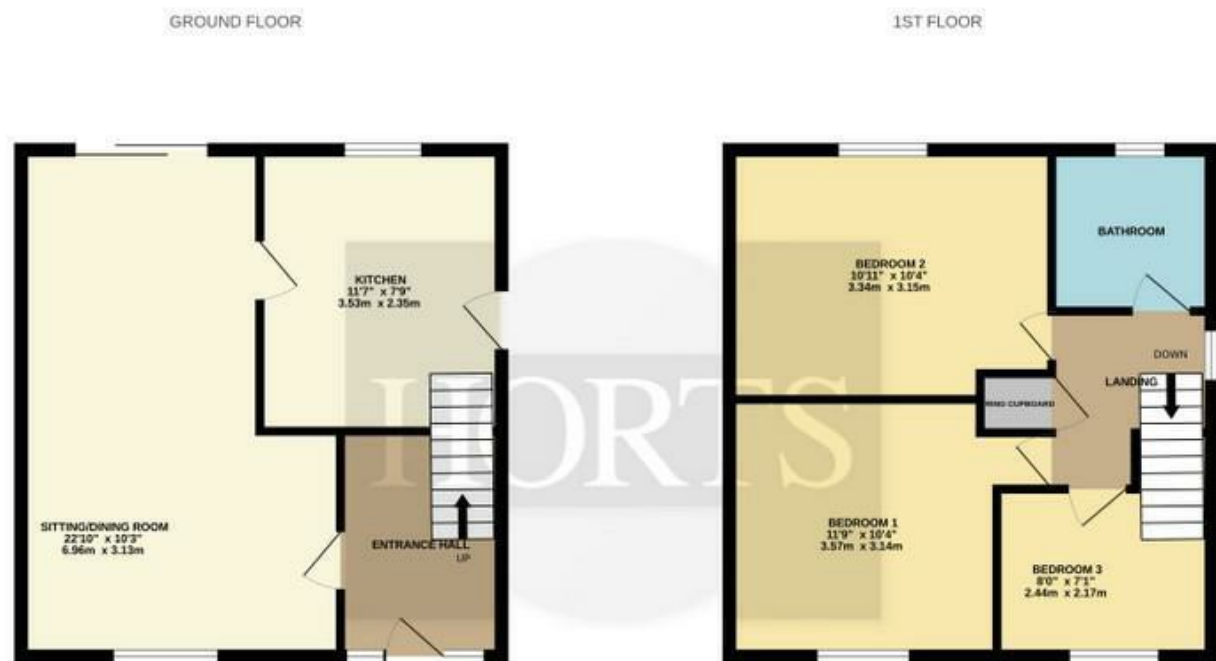 GROUND FLOOR
1ST FLOOR
KITCHEN
11'7" x 7'9"
3.53m x 2.35m
SITTING/DINING ROOM
22'10" x 10'3"
6.96m x 3.13m
ENTRANCE HALL
UP
HORTS
BEDROOM 2
10'11" x 10'4"
3.34m x 3.15m
BATHROOM
DOWN
LANDING
CUPBOARD
BEDROOM 1
11'9" x 10'4"
3.57m x 3.14m
BEDROOM 3
8'0" x 7'1"
2.44m x 2.17m